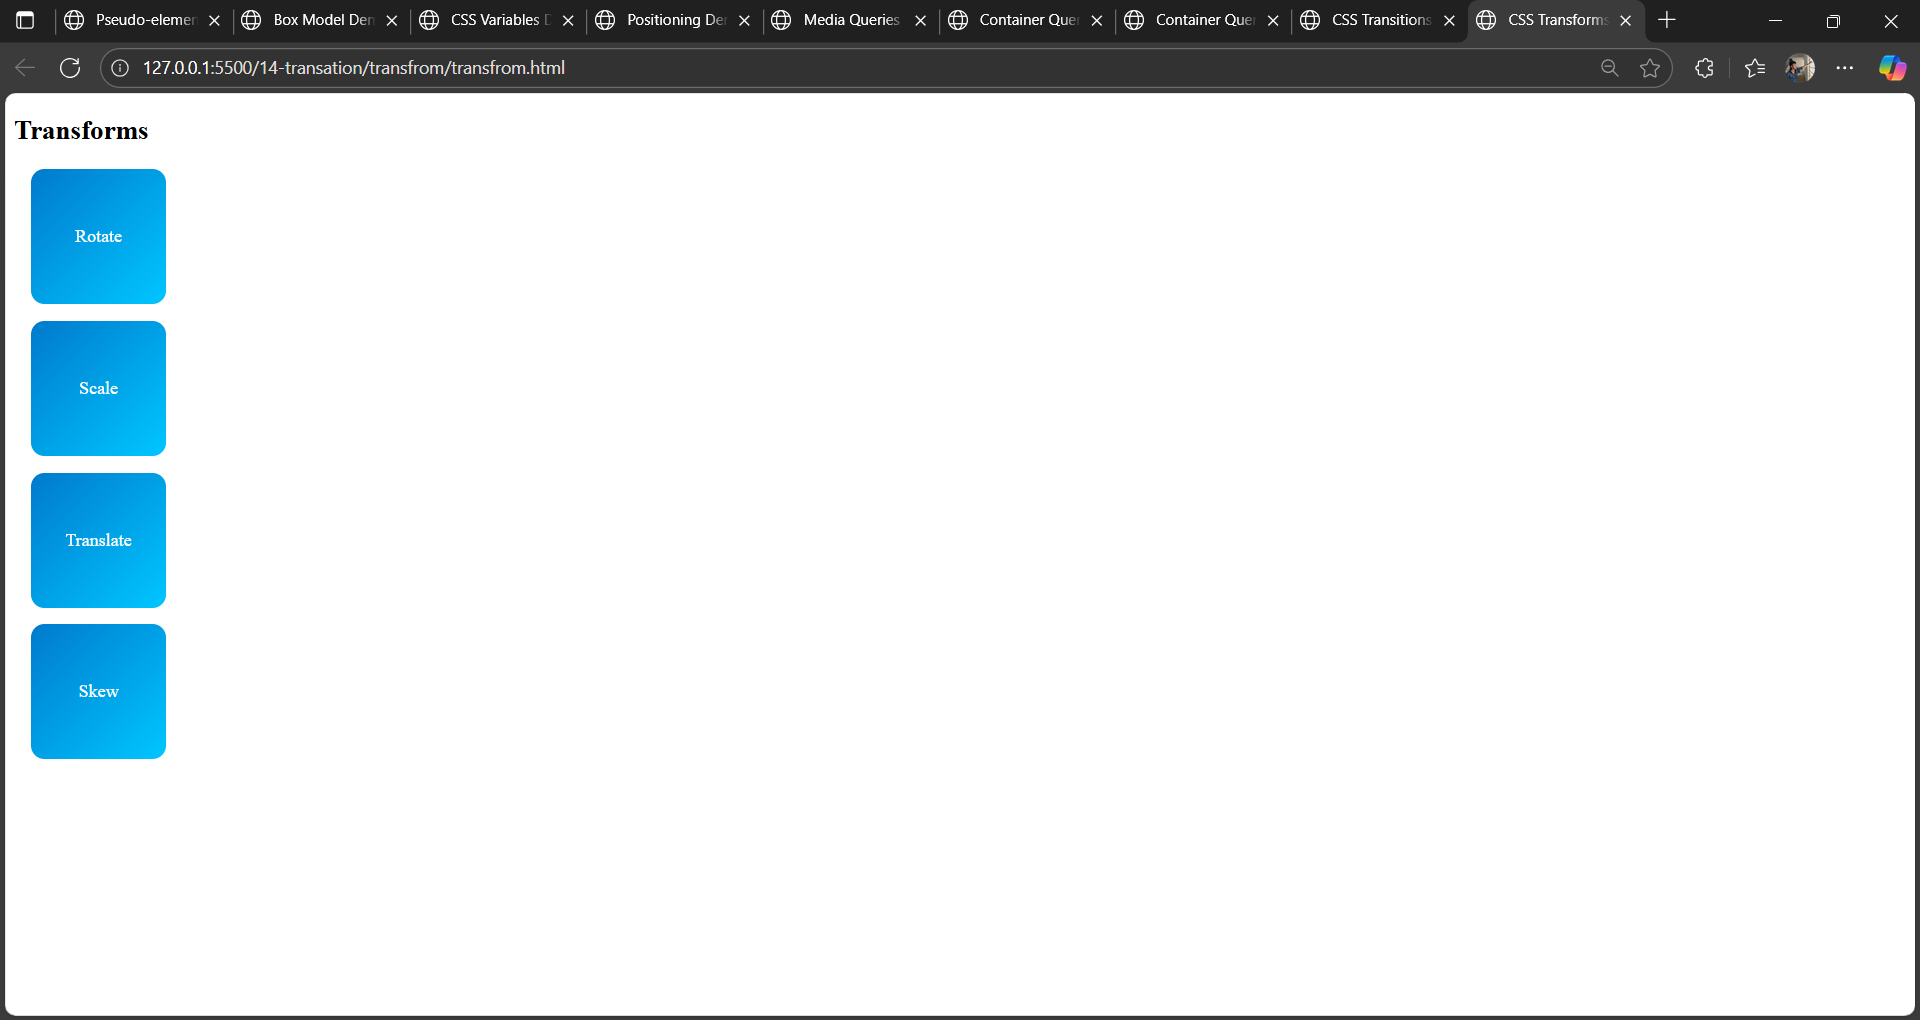 Pseudo-elemen
Box Model Dem
CSS Variables D
Positioning Der
Media Queries
Container Quer
Container Quer
CSS Transitions
CSS Transforms
127.0.0.1:5500/14-transation/transfrom/transfrom.html
Transforms
Rotate
Scale
Translate
Skew